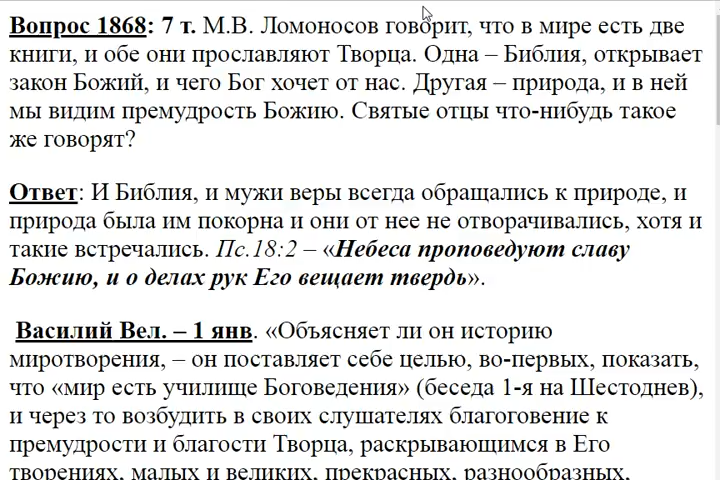 Вопрос 1868: 7 т. М.В. Ломоносов говорит, что в мире есть две
книги, и обе они прославляют Творца. Одна – Библия, открывает
закон Божий, и чего Бог хочет от нас. Другая – природа, и в ней
мы видим премудрость Божию. Святые отцы что-нибудь такое
же говорят?
Ответ: И Библия, и мужи веры всегда обращались к природе, и
природа была им покорна и они от нее не отворачивались, хотя и
такие встречались. Пс.18:2 – «Небеса проповедуют славу
Божию, и о делах рук Его вещает твердь».
Василий Вел. – 1 янв. «Объясняет ли он историю
миротворения, – он поставляет себе целью, во-первых, показать,
что «мир есть училище Боговедения» (беседа 1-я на Шестоднев),
и через то возбудить в своих слушателях благоговение к
премудрости и благости Творца, раскрывающимся в Его
творениях, малых и великих, прекрасных, разнообразных,